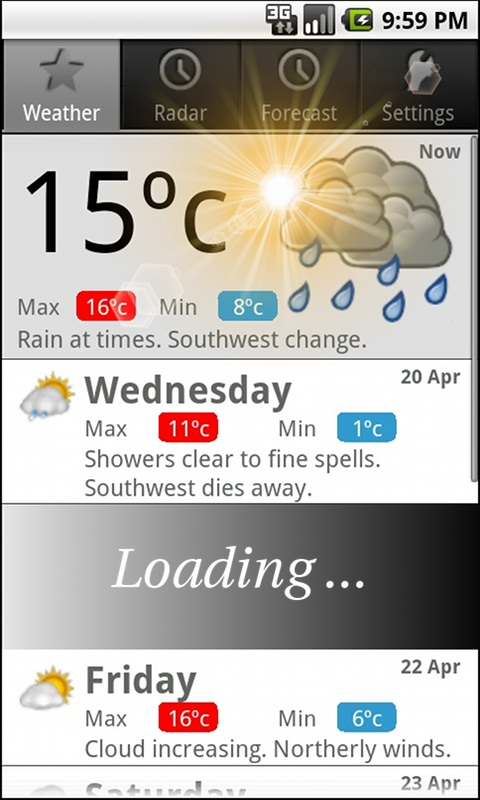 3G 9:59 PM
Weather Radar Forecast Settings
Now
15ºc
Max 16ºc Min 8ºc
Rain at times. Southwest change.
Wednesday 20 Apr
Max 11ºc Min 1ºc
Showers clear to fine spells.
Southwest dies away.
Loading ...
Friday 22 Apr
Max 16ºc Min 6ºc
Cloud increasing. Northerly winds.
Saturday 23 Apr